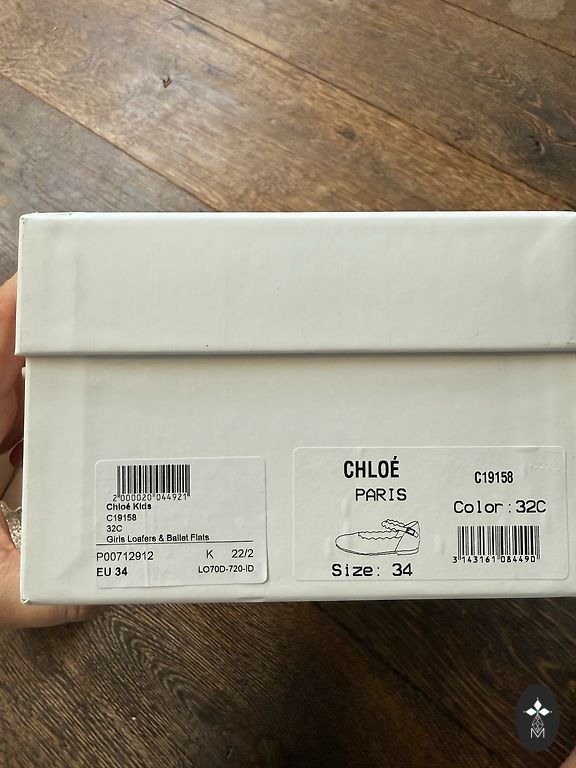 2 000020 044921
Chloé Kids
C19158
32C
Girls Loafers & Ballet Flats
P00712912 K 22/2
EU 34 LO70D-720-ID
CHLOÉ
PARIS
C19158
Color:32C
3 143161 084490
Size: 34
M